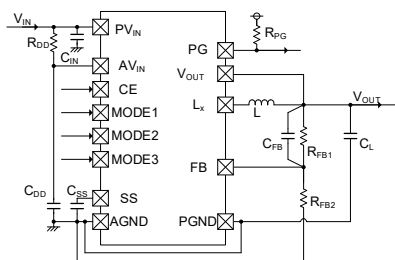 VIN
PVIN
RDD
CIN
PG
RPG
AVIN
VOUT
CE
Lx
L
VOUT
MODE1
CFB
RFB1
CL
MODE2
MODE3
FB
RFB2
CDD
CSS
SS
AGND
PGND